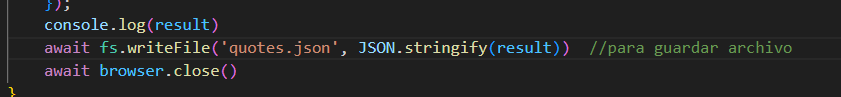 });
console.log(result)
await fs.writeFile('quotes.json', JSON.stringify(result))  //para guardar archivo
await browser.close()
}